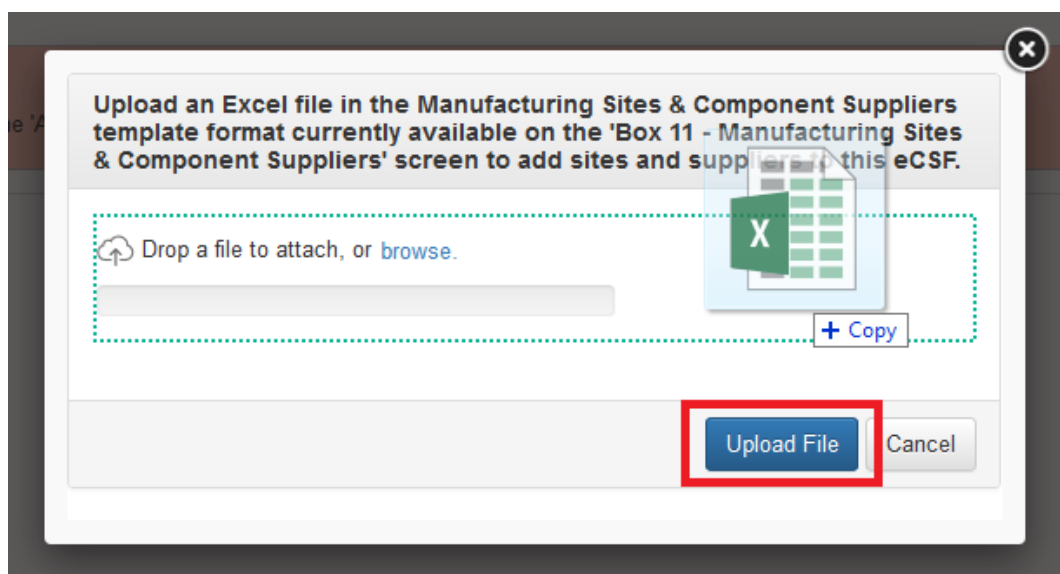 ne 'A
Upload an Excel file in the Manufacturing Sites & Component Suppliers
template format currently available on the 'Box 11 - Manufacturing Sites
& Component Suppliers' screen to add sites and suppliers to this eCSF.
Drop a file to attach, or browse.
X
+ Copy
Upload File
Cancel